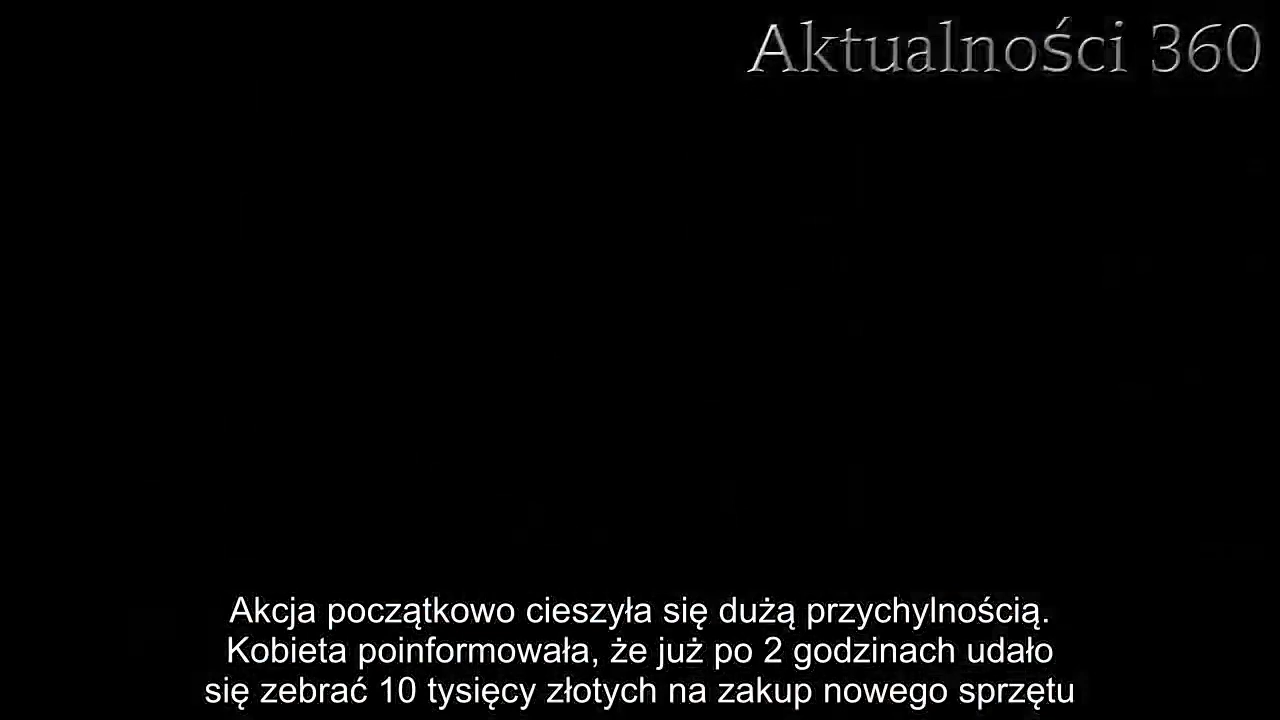 Aktualności 360
Akcja początkowo cieszyła się dużą przychylnością.
Kobieta poinformowała, że już po 2 godzinach udało
się zebrać 10 tysięcy złotych na zakup nowego sprzętu